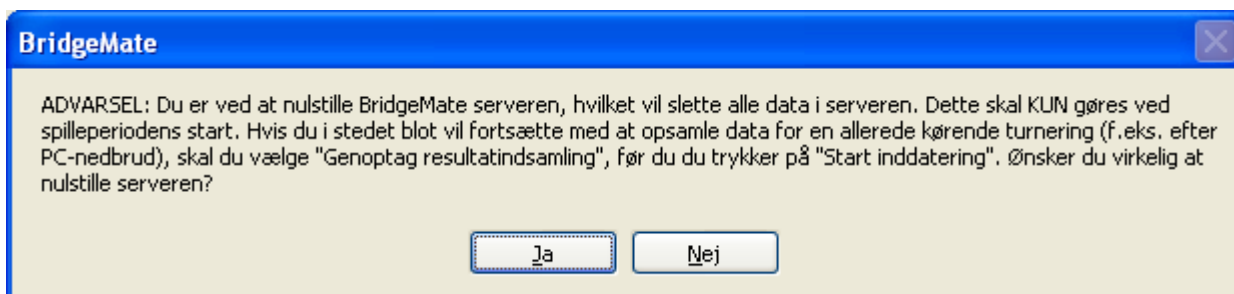 BridgeMate
ADVARSEL: Du er ved at nulstille BridgeMate serveren, hvilket vil slette alle data i serveren. Dette skal KUN gøres ved
spilleperiodens start. Hvis du i stedet blot vil fortsætte med at opsamle data for en allerede kørende turnering (f.eks. efter
PC-nedbrud), skal du vælge "Genoptag resultatindsamling", før du du trykker på "Start inddatering". Ønsker du virkelig at
nulstille serveren?
Ja
Nej